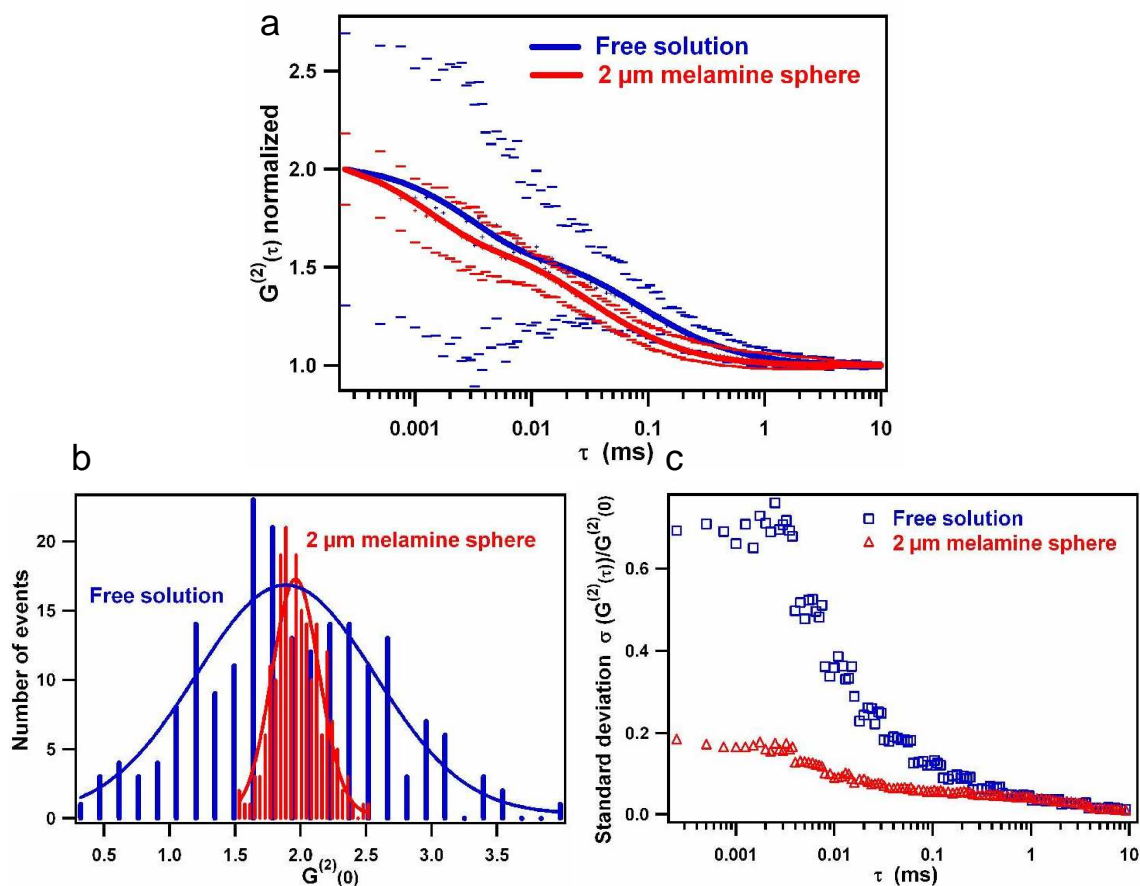 a
Free solution
2 µm melamine sphere
G(2)(τ) normalized
2.5
2.0
1.5
1.0
0.001
0.01
0.1
1
10
τ (ms)
b
Number of events
20
15
10
5
0
Free solution
2 µm melamine sphere
0.5
1.0
1.5
2.0
2.5
3.0
3.5
G(2)(0)
c
Standard deviation σ (G(2)(τ))/G(2)(0)
0.6
0.4
0.2
0.0
Free solution
2 µm melamine sphere
0.001
0.01
0.1
1
10
τ (ms)